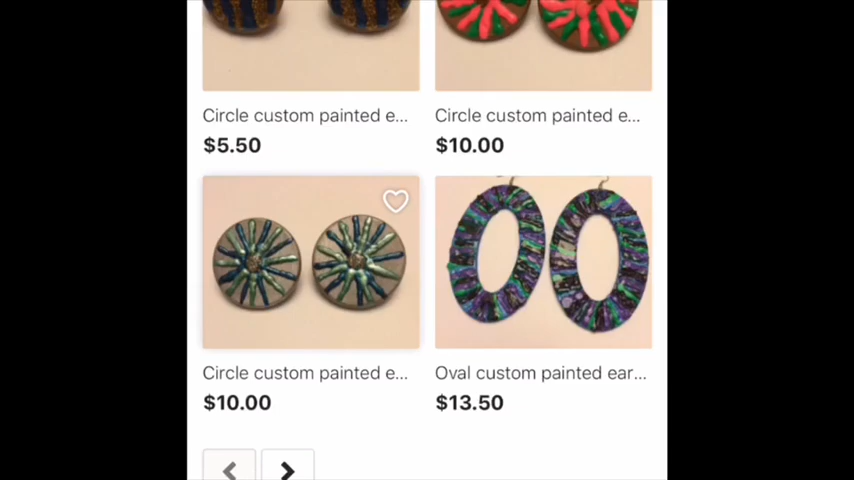 Circle custom painted e...
Circle custom painted e...
$5.50
$10.00
Circle custom painted e...
Oval custom painted ear...
$10.00
$13.50